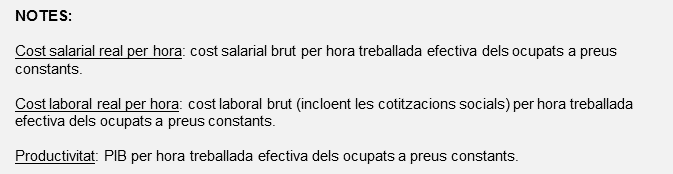 NOTES:
Cost salarial real per hora: cost salarial brut per hora treballada efectiva dels ocupats a preus
constants.
Cost laboral real per hora: cost laboral brut (incloent les cotitzacions socials) per hora treballada
efectiva dels ocupats a preus constants.
Productivitat: PIB per hora treballada efectiva dels ocupats a preus constants.